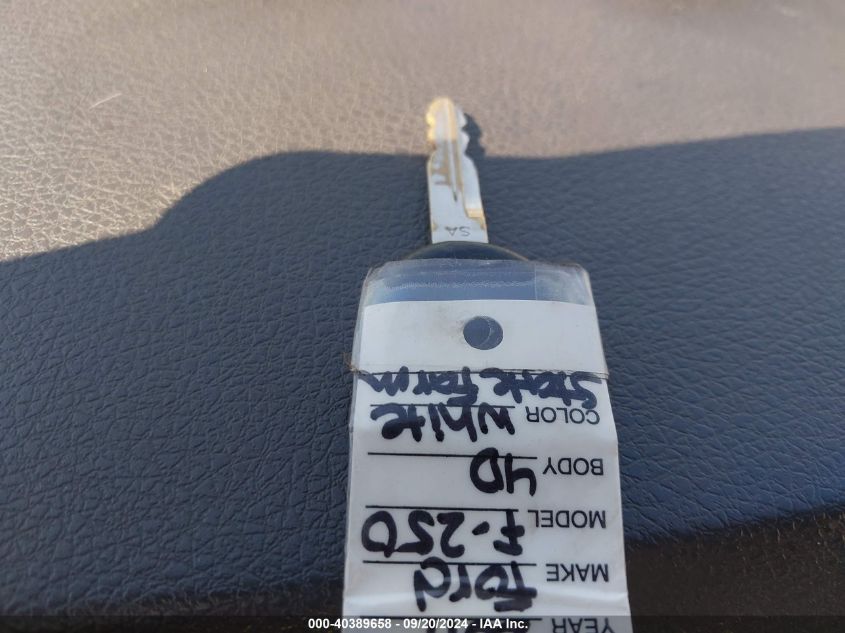 SA
State Farm
COLOR White
BODY 4D
MODEL F-250
MAKE Ford
YEAR
000-40389658 - 09/20/2024 - IAA Inc.